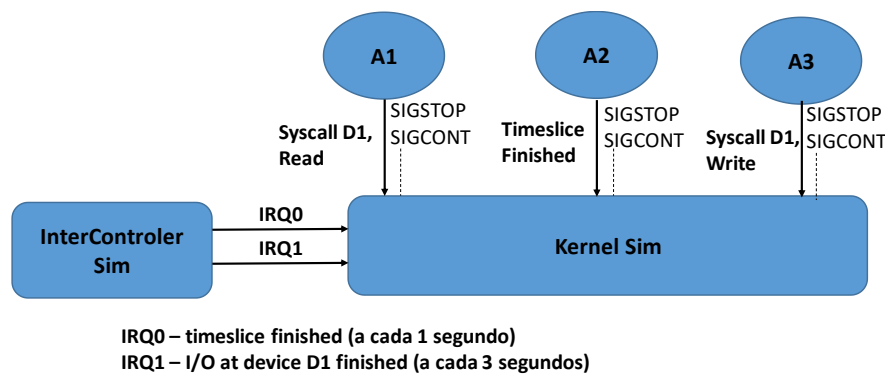 A1
A2
A3
Syscall D1,
Read
SIGSTOP
SIGCONT
Timeslice
Finished
SIGSTOP
SIGCONT
Syscall D1,
Write
SIGSTOP
SIGCONT
InterControler
Sim
IRQ0
IRQ1
Kernel Sim
IRQ0 – timeslice finished (a cada 1 segundo)
IRQ1 – I/O at device D1 finished (a cada 3 segundos)